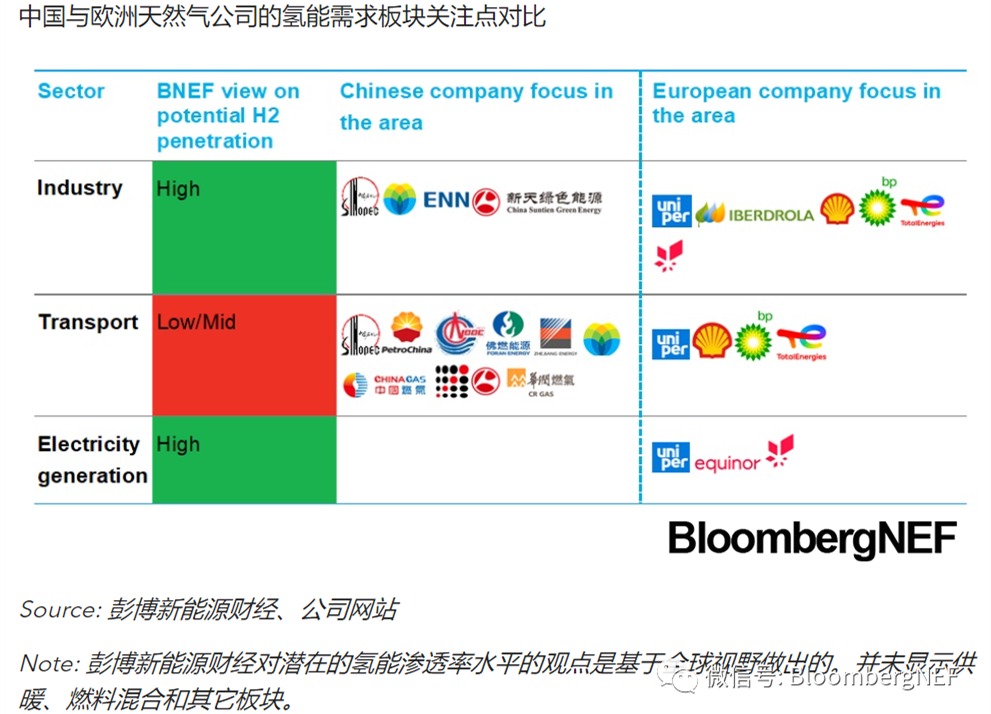 中国与欧洲天然气公司的氢能需求板块关注点对比
Sector
BNEF view on
potential H2
penetration
Chinese company focus in
the area
European company focus in
the area
Industry
High
SINOPEC
ENN
新天绿色能源
China Suntien Green Energy
uni
per
IBERDROLA
bp
TotalEnergies
Transport
Low/Mid
SINOPEC
PetroChina
CNOOC
佛燃能源
FORAN ENERGY
ZHEJIANG ENERGY
CHINA GAS
中国燃气
華潤燃氣
CR GAS
uni
per
bp
TotalEnergies
Electricity
generation
High
uni
per
equinor
BloombergNEF
Source: 彭博新能源财经、公司网站
Note: 彭博新能源财经对潜在的氢能渗透率水平的观点是基于全球视野做出的。并未显示供
暖、燃料混合和其它板块。
微信号: BloombergNEF